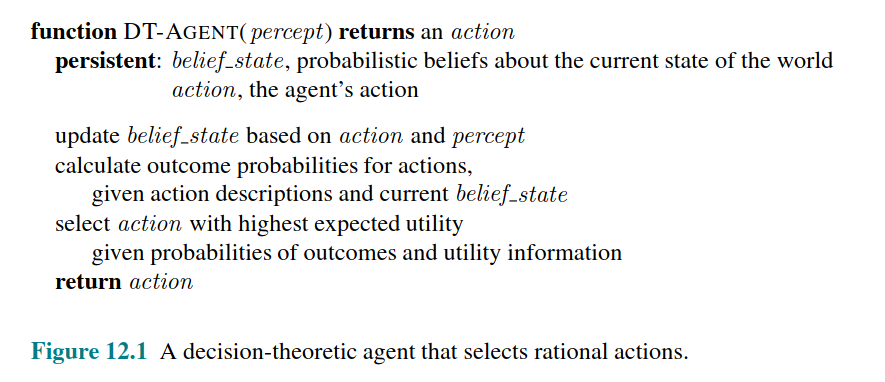 function DT-AGENT(percept) returns an action
persistent: belief_state, probabilistic beliefs about the current state of the world
action, the agent's action
update belief_state based on action and percept
calculate outcome probabilities for actions,
given action descriptions and current belief_state
select action with highest expected utility
given probabilities of outcomes and utility information
return action
Figure 12.1 A decision-theoretic agent that selects rational actions.